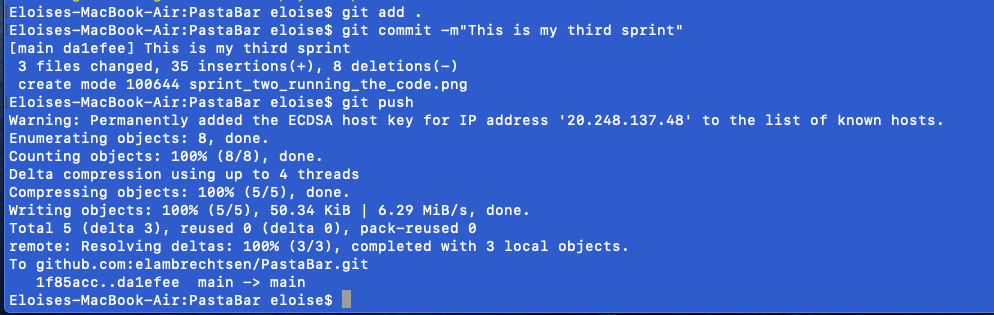 Eloises-MacBook-Air:PastaBar eloise$ git add .
Eloises-MacBook-Air:PastaBar eloise$ git commit -m"This is my third sprint"
[main da1efee] This is my third sprint
 3 files changed, 35 insertions(+), 8 deletions(-)
 create mode 100644 sprint_two_running_the_code.png
Eloises-MacBook-Air:PastaBar eloise$ git push
Warning: Permanently added the ECDSA host key for IP address '20.248.137.48' to the list of known hosts.
Enumerating objects: 8, done.
Counting objects: 100% (8/8), done.
Delta compression using up to 4 threads
Compressing objects: 100% (5/5), done.
Writing objects: 100% (5/5), 50.34 KiB | 6.29 MiB/s, done.
Total 5 (delta 3), reused 0 (delta 0), pack-reused 0
remote: Resolving deltas: 100% (3/3), completed with 3 local objects.
To github.com:elambrechtsen/PastaBar.git
   1f85acc..da1efee  main -> main
Eloises-MacBook-Air:PastaBar eloise$